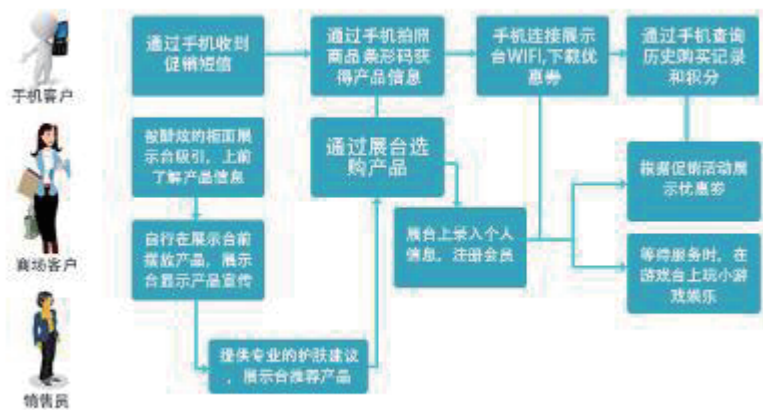 通过手机收到
促销短信
通过手机拍照
商品条形码获
得产品信息
手机连接展示
台WIFI,下载优
惠券
通过手机查询
历史购买记录
和积分
手机客户
被酷炫的柜面展
示台吸引，上前
了解产品信息
通过展台选
购产品
根据促销活动展
示优惠券
商场客户
自行在展示台前
摆放产品，展示
台显示产品宣传
展台上录入个人
信息，注册会员
等待服务时，在
游戏台上玩小游
戏娱乐
提供专业的护肤建议
，展示台推荐产品
销售员